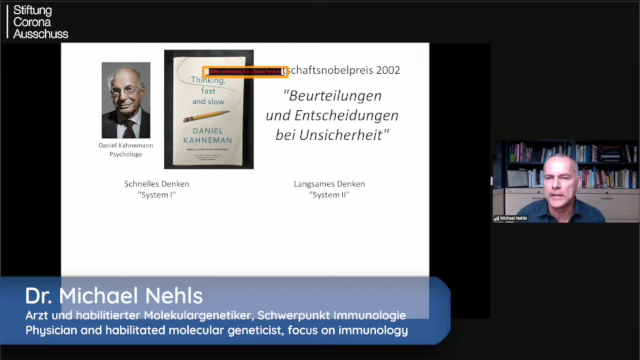 Stiftung
Corona
Ausschuss
schaftsnobelpreis 2002
Thinking,
fast
and slow
DANIEL
KAHNEMAN
"Beurteilungen
und Entscheidungen
bei Unsicherheit"
Daniel Kahnemann
Psychologe
Schnelles Denken
"System I"
Langsames Denken
"System II"
Michael Nehls
Dr. Michael Nehls
Arzt und habilitierter Molekulargenetiker, Schwerpunkt Immunologie
Physician and habilitated molecular geneticist, focus on immunology